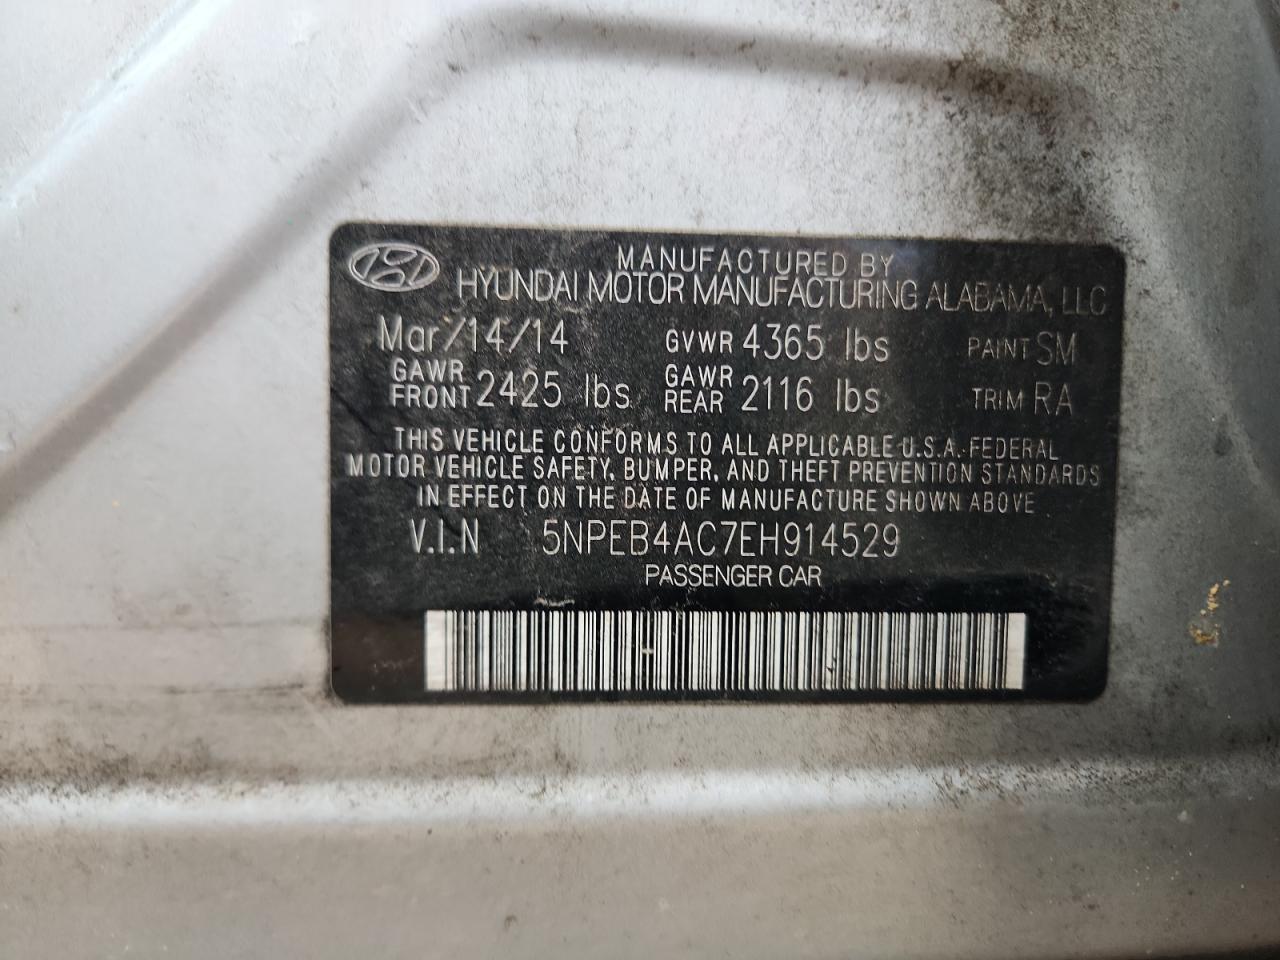 MANUFACTURED BY
HYUNDAI MOTOR MANUFACTURING ALABAMA, LLC
Mar/14/14 GVWR 4365 lbs PAINT SM
GAWR FRONT 2425 lbs GAWR REAR 2116 lbs TRIM RA
THIS VEHICLE CONFORMS TO ALL APPLICABLE U.S.A. FEDERAL
MOTOR VEHICLE SAFETY, BUMPER, AND THEFT PREVENTION STANDARDS
IN EFFECT ON THE DATE OF MANUFACTURE SHOWN ABOVE
V.I.N 5NPEB4AC7EH914529
PASSENGER CAR